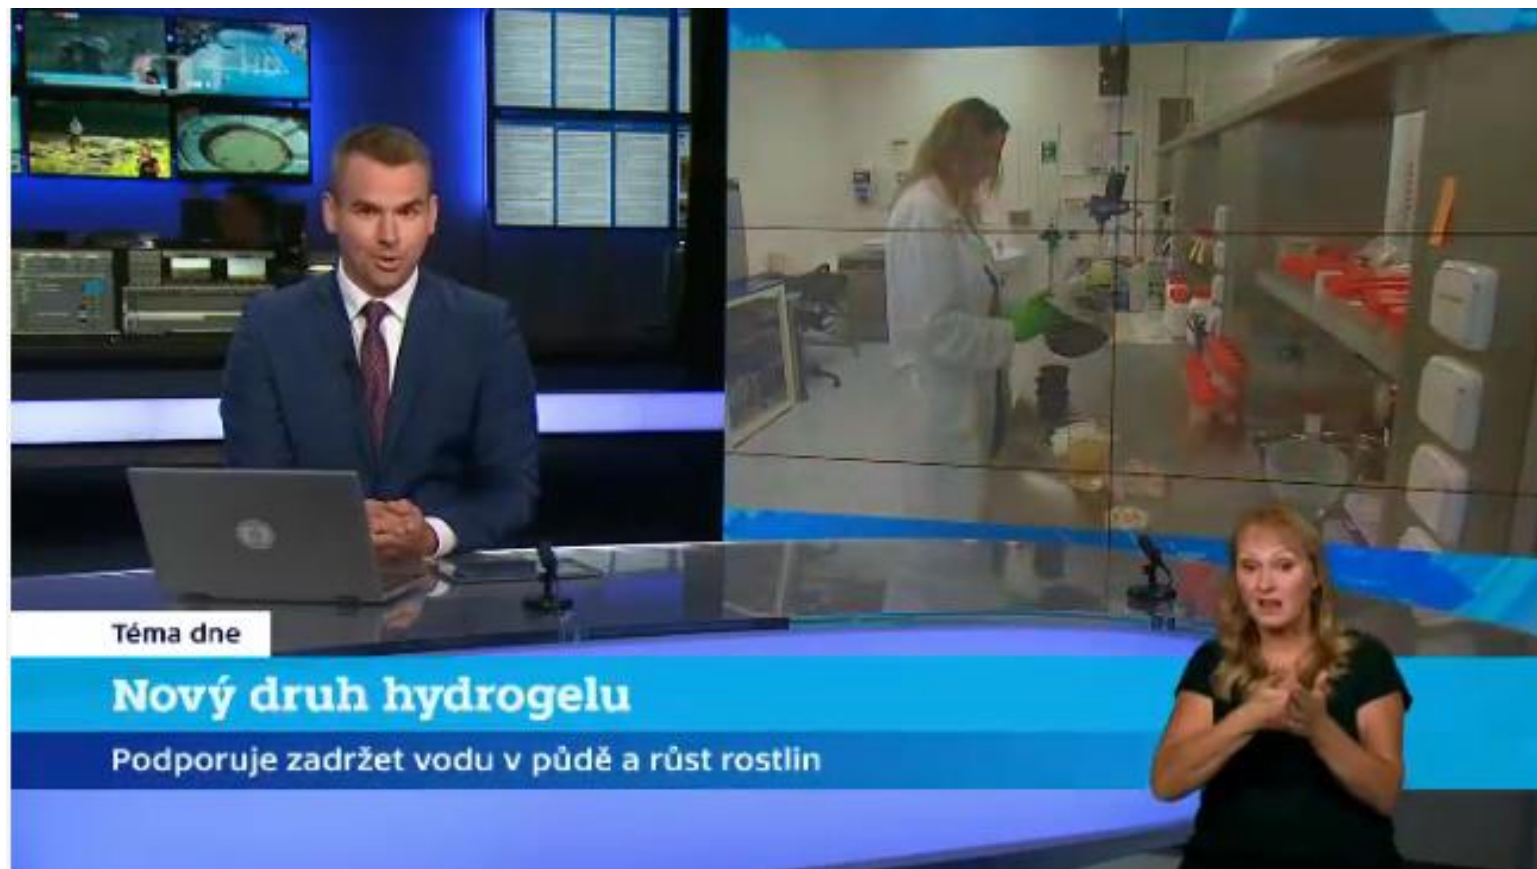 Téma dne
Nový druh hydrogelu
Podporuje zadržet vodu v půdě a růst rostlin